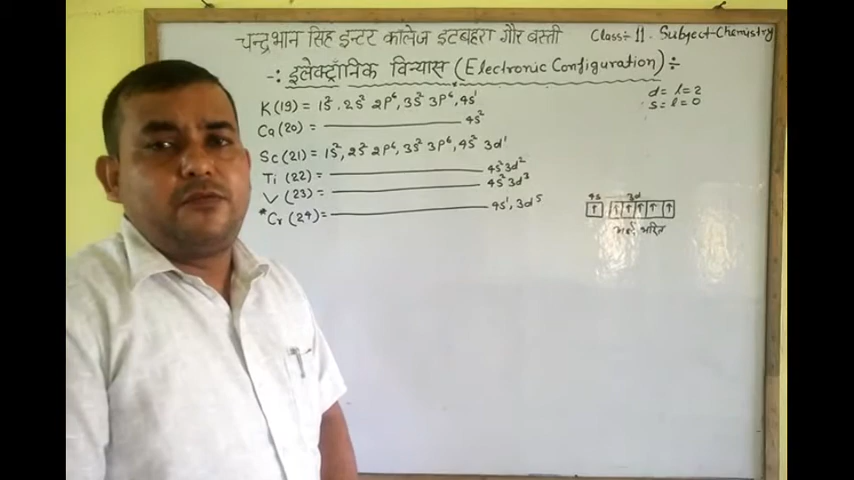 चन्द्रभान सिंह इन्टर कालेज इटबहरा गौर बस्ती Class÷ 11. Subject-Chemistry
-: इलेक्ट्रॉनिक विन्यास (Electronic Configuration) ÷
d = l = 2
s = l = 0
K (19) = 1s², 2s² 2p⁶, 3s² 3p⁶, 4s¹
Ca (20) = ———— 4s²
Sc (21) = 1s², 2s² 2p⁶, 3s² 3p⁶, 4s² 3d¹
Ti (22) = ———— 4s² 3d²
V (23) = ———— 4s² 3d³
*Cr (24) = ———— 4s¹, 3d⁵
4s 3d
↑ ↑ ↑ ↑ ↑ ↑
अर्द्ध भरित